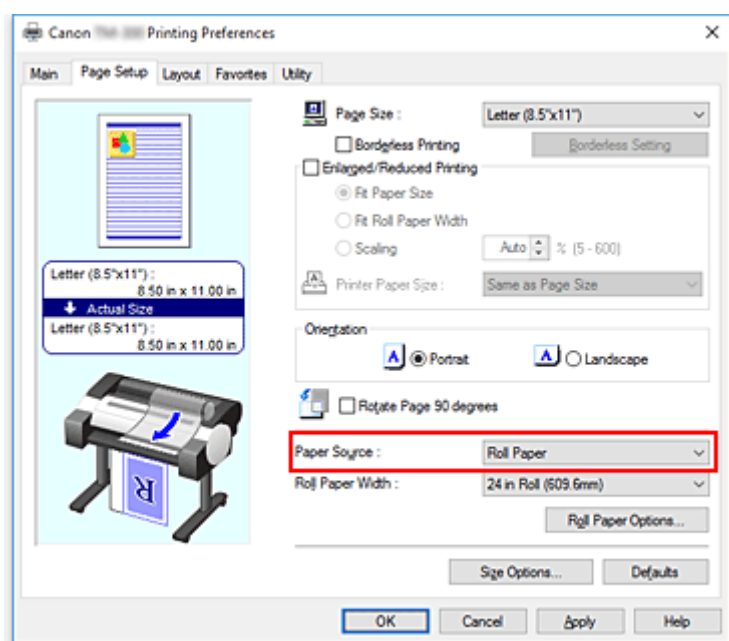 Canon Printing Preferences
Main Page Setup Layout Favorites Utility
Page Size : Letter (8.5"x11")
Borderless Printing Borderless Setting
Enlarged/Reduced Printing
Fit Paper Size
Fit Roll Paper Width
Scaling Auto % (5 - 600)
Printer Paper Size : Same as Page Size
Letter (8.5"x11") :
8.50 in x 11.00 in
Actual Size
Letter (8.5"x11") :
8.50 in x 11.00 in
Orientation
A Portrait A Landscape
Rotate Page 90 degrees
R
Paper Source : Roll Paper
Roll Paper Width : 24 in Roll (609.6mm)
Roll Paper Options...
Size Options... Defaults
OK Cancel Apply Help